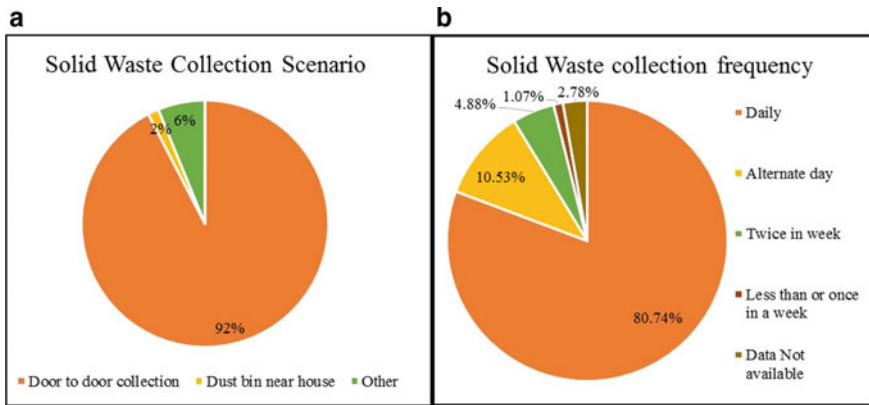 a
Solid Waste Collection Scenario
2%
6%
92%
Door to door collection
Dust bin near house
Other
b
Solid Waste collection frequency
4.88%
1.07%
2.78%
10.53%
80.74%
Daily
Alternate day
Twice in week
Less than or once
in a week
Data Not
available